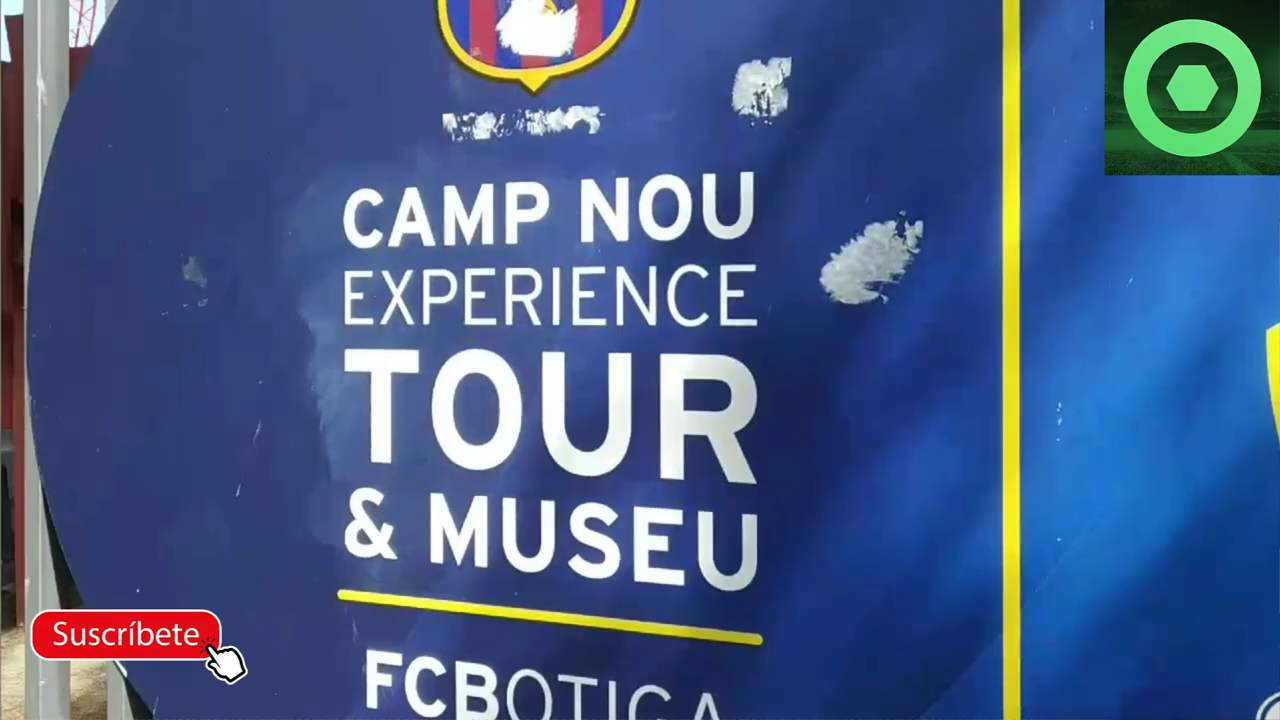 CAMP NOU
EXPERIENCE
TOUR
& MUSEU
FCBOTIGA
Suscríbete